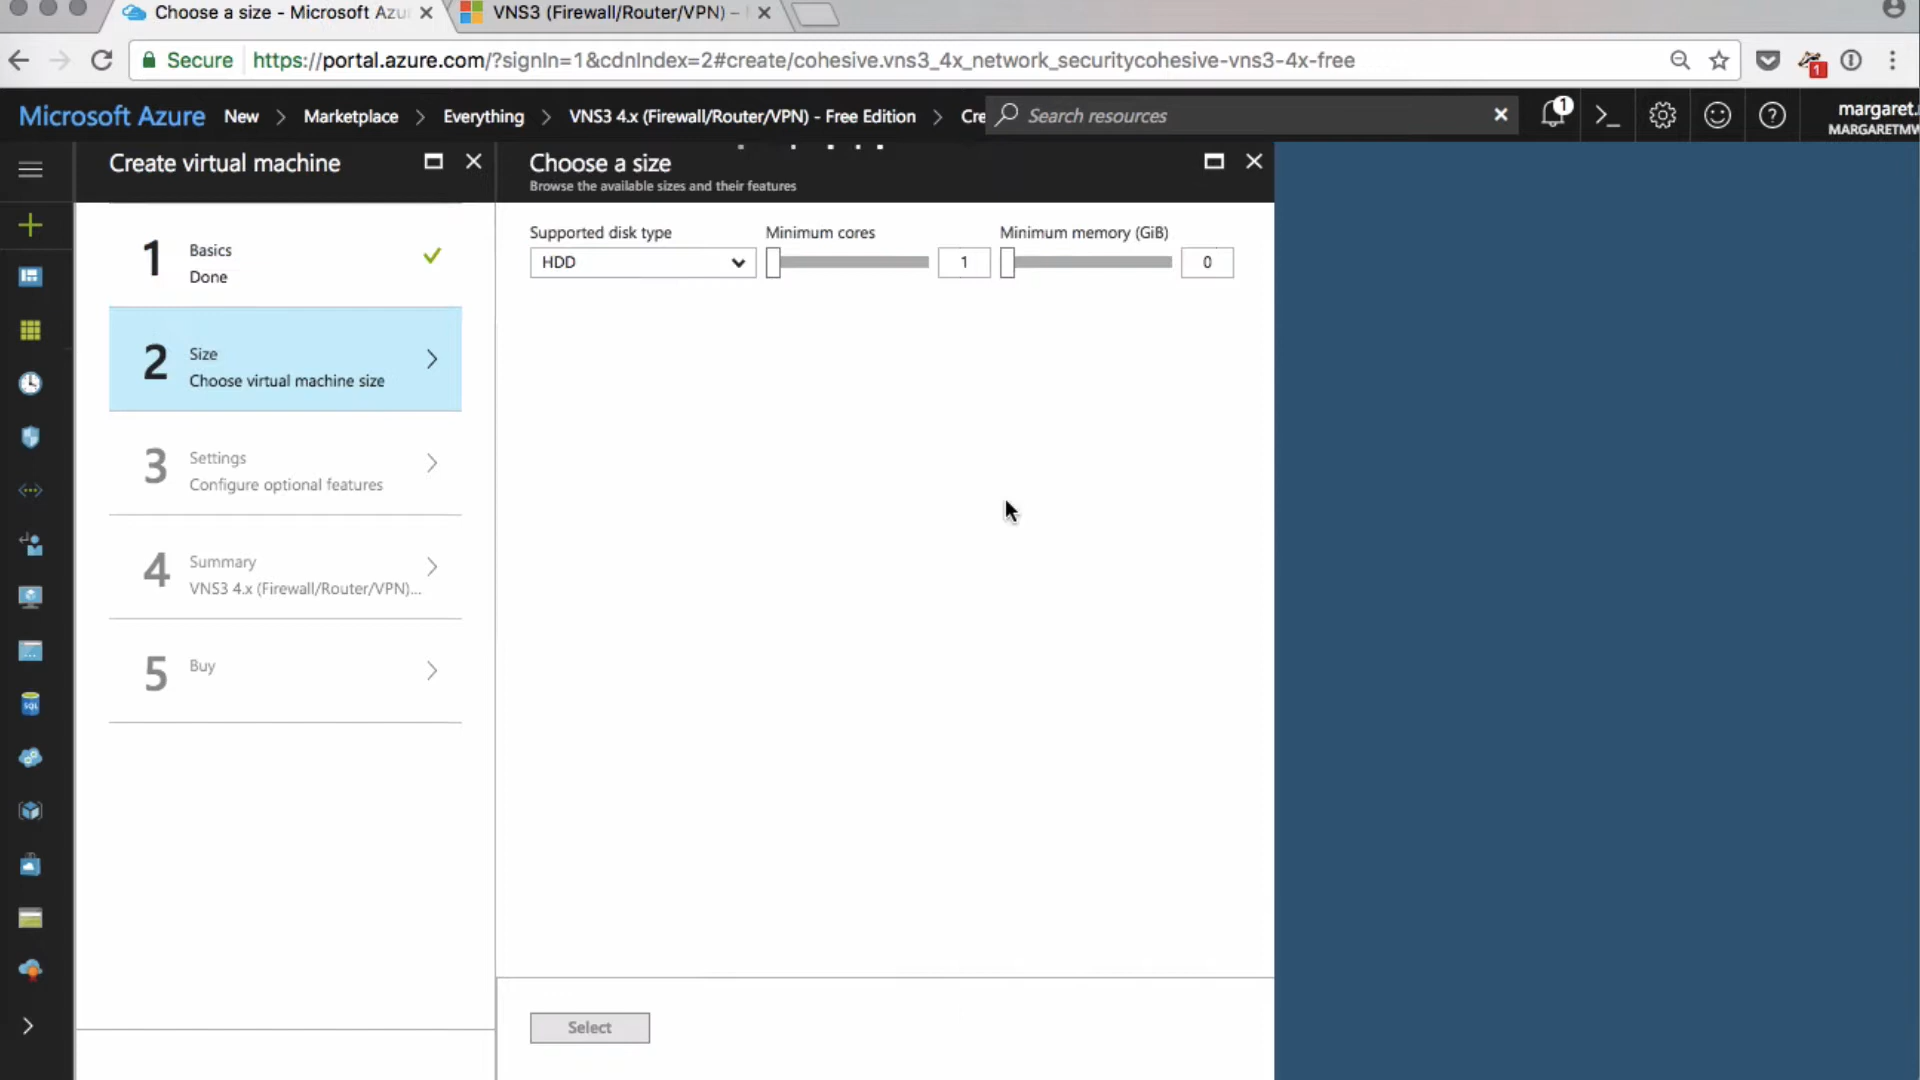 Choose a size - Microsoft Azu
VNS3 (Firewall/Router/VPN) –
Secure
https://portal.azure.com/?signIn=1&cdnIndex=2#create/cohesive.vns3_4x_network_securitycohesive-vns3-4x-free
1
Microsoft Azure
New
Marketplace
Everything
VNS3 4.x (Firewall/Router/VPN) - Free Edition
Cre
Search resources
1
margaret.
MARGARETMW
Create virtual machine
Choose a size
Browse the available sizes and their features
1
Basics
Done
2
Size
Choose virtual machine size
3
Settings
Configure optional features
4
Summary
VNS3 4.x (Firewall/Router/VPN)...
5
Buy
Supported disk type
Minimum cores
Minimum memory (GiB)
HDD
1
0
SQL
Select